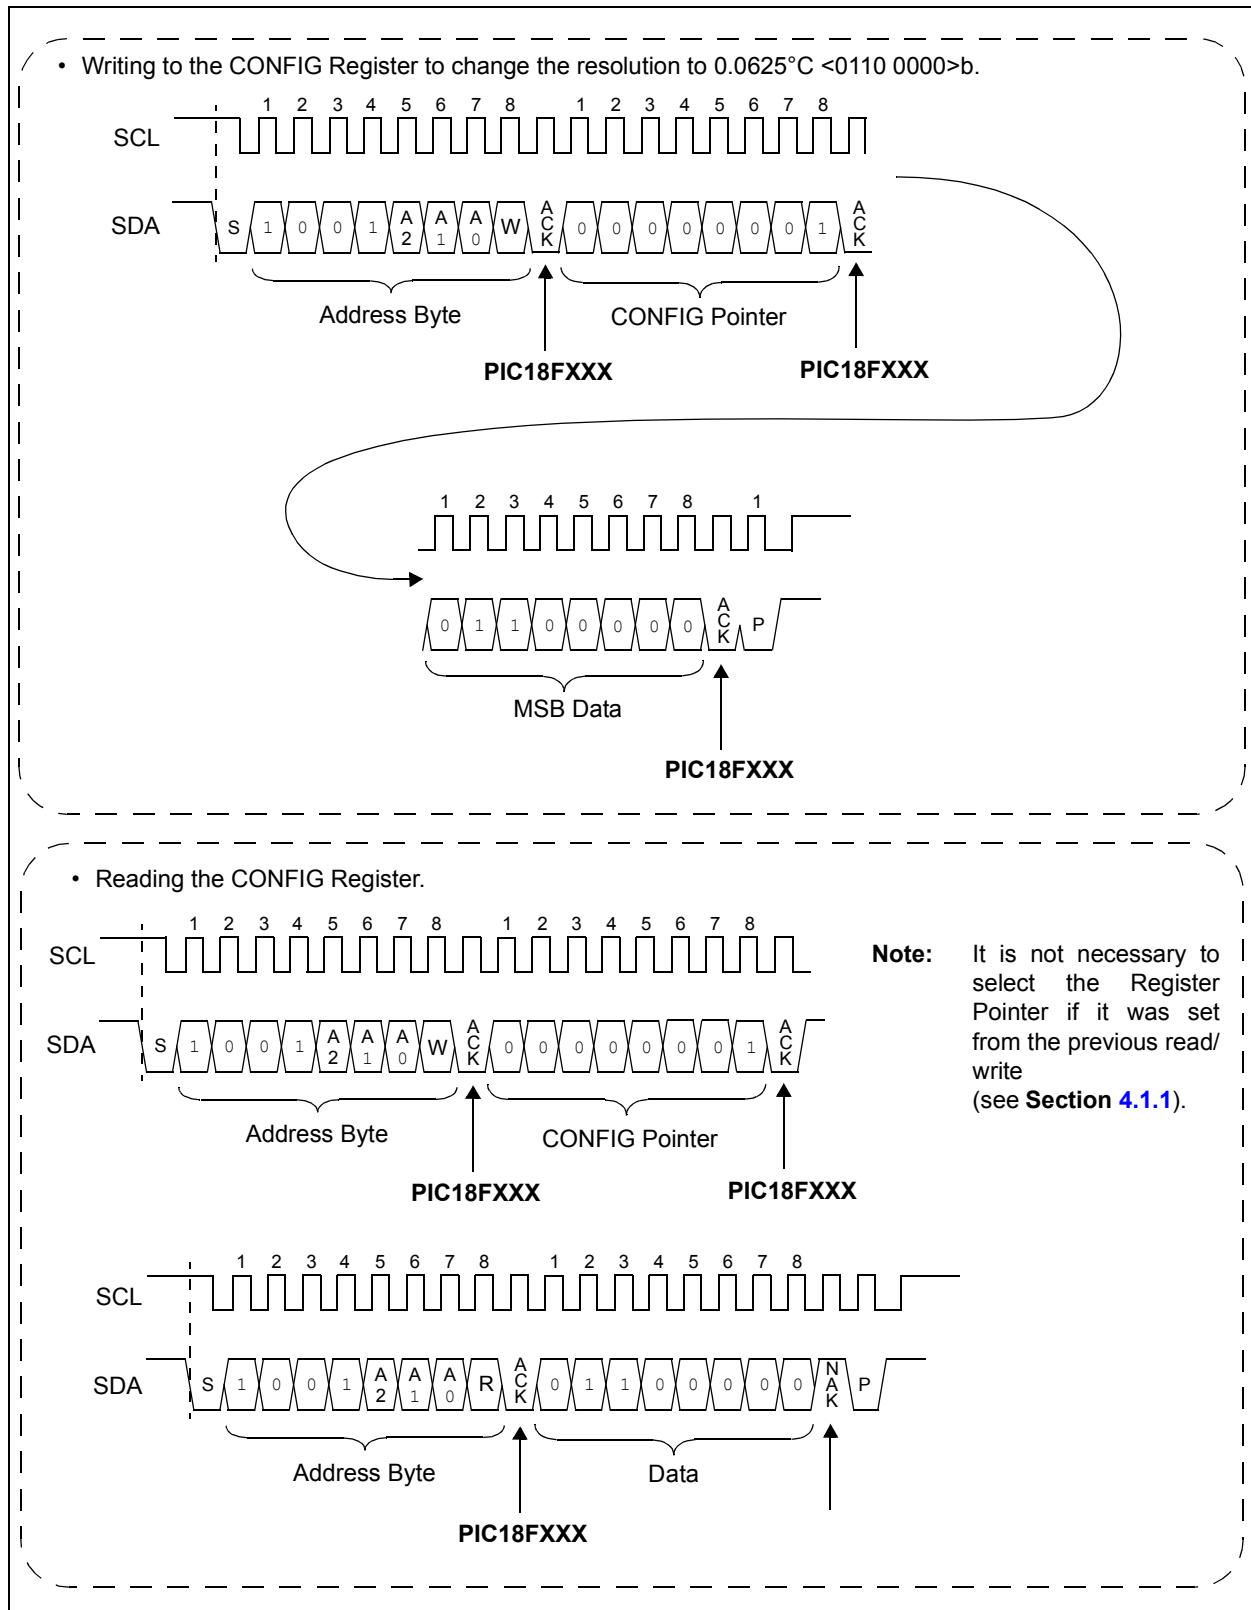 • Writing to the CONFIG Register to change the resolution to 0.0625°C <0110 0000>b.
1 2 3 4 5 6 7 8 1 2 3 4 5 6 7 8
SCL
SDA S 1 0 0 1 A2 A1 A0 W ACK 0 0 0 0 0 0 0 1 ACK
Address Byte CONFIG Pointer
PIC18FXXX PIC18FXXX
1 2 3 4 5 6 7 8 1
0 1 1 0 0 0 0 0 ACK P
MSB Data
PIC18FXXX
• Reading the CONFIG Register.
1 2 3 4 5 6 7 8 1 2 3 4 5 6 7 8
SCL
SDA S 1 0 0 1 A2 A1 A0 W ACK 0 0 0 0 0 0 0 1 ACK
Address Byte CONFIG Pointer
PIC18FXXX PIC18FXXX
Note: It is not necessary to
select the Register
Pointer if it was set
from the previous read/
write
(see Section 4.1.1).
1 2 3 4 5 6 7 8 1 2 3 4 5 6 7 8
SCL
SDA S 1 0 0 1 A2 A1 A0 R ACK 0 1 1 0 0 0 0 0 NAK P
Address Byte Data
PIC18FXXX